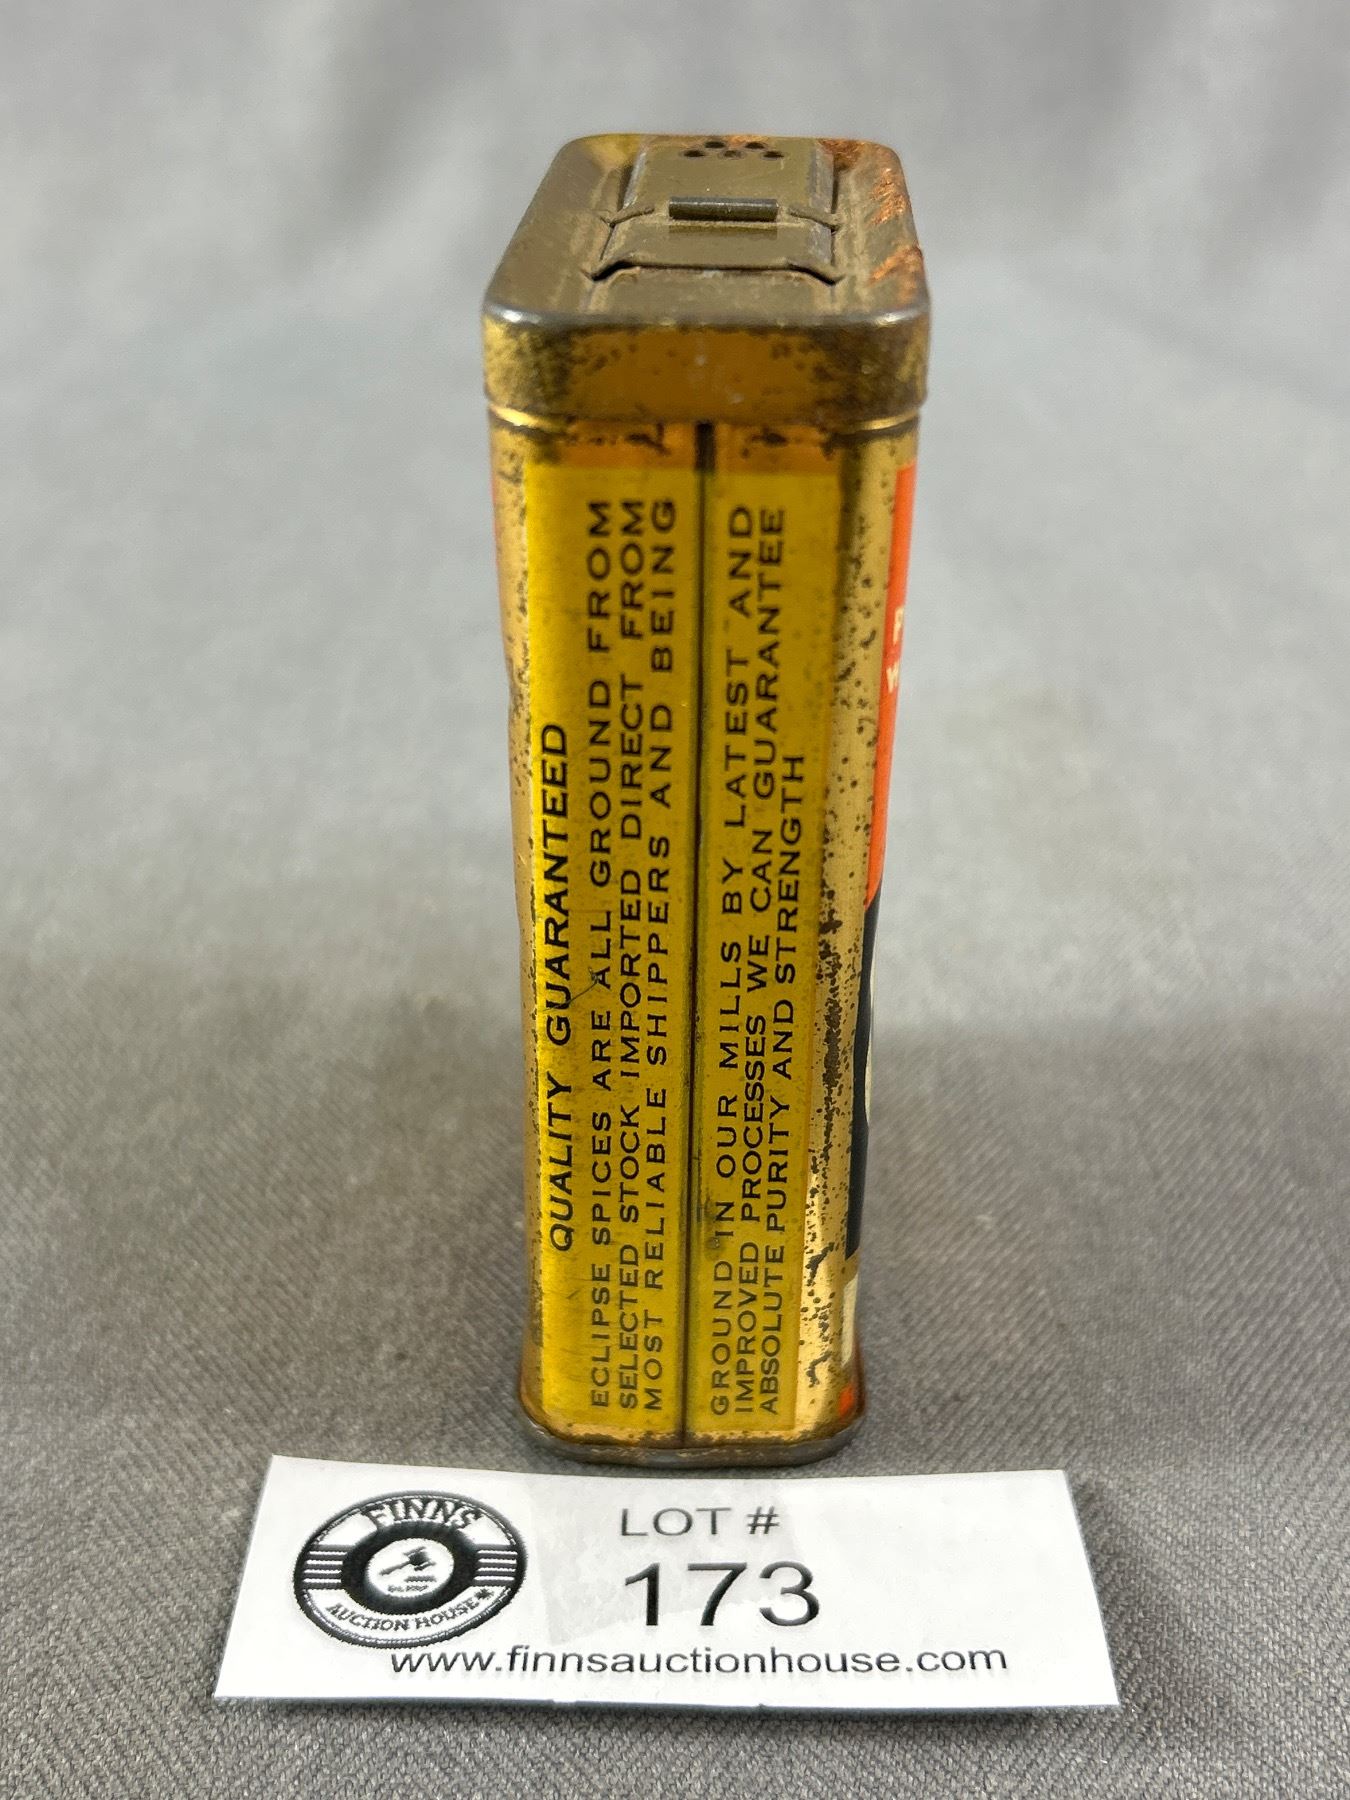 QUALITY GUARANTEED
ECLIPSE SPICES ARE ALL GROUND FROM
SELECTED STOCK IMPORTED DIRECT FROM
MOST RELIABLE SHIPPERS AND BEING
GROUND IN OUR MILLS BY LATEST AND
IMPROVED PROCESSES WE CAN GUARANTEE
ABSOLUTE PURITY AND STRENGTH
FINNS
AUCTION HOUSE
LOT #
173
www.finnsauctionhouse.com